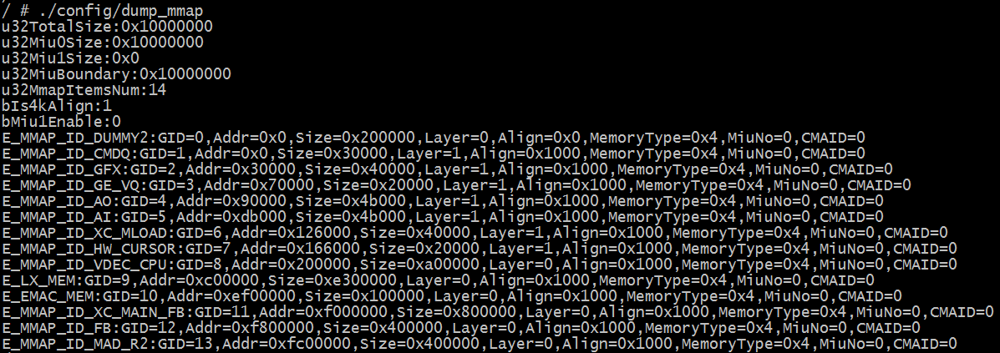 / # ./config/dump_mmap
u32TotalSize:0x10000000
u32Miu0Size:0x10000000
u32Miu1Size:0x0
u32MiuBoundary:0x10000000
u32MmapItemsNum:14
bIs4kAlign:1
bMiu1Enable:0
E_MMAP_ID_DUMMY2:GID=0,Addr=0x0,Size=0x200000,Layer=0,Align=0x0,MemoryType=0x4,MiuNo=0,CMAID=0
E_MMAP_ID_CMDQ:GID=1,Addr=0x0,Size=0x30000,Layer=1,Align=0x1000,MemoryType=0x4,MiuNo=0,CMAID=0
E_MMAP_ID_GFX:GID=2,Addr=0x30000,Size=0x40000,Layer=1,Align=0x1000,MemoryType=0x4,MiuNo=0,CMAID=0
E_MMAP_ID_GE_VQ:GID=3,Addr=0x70000,Size=0x20000,Layer=1,Align=0x1000,MemoryType=0x4,MiuNo=0,CMAID=0
E_MMAP_ID_AO:GID=4,Addr=0x90000,Size=0x4b000,Layer=1,Align=0x1000,MemoryType=0x4,MiuNo=0,CMAID=0
E_MMAP_ID_AI:GID=5,Addr=0xdb000,Size=0x4b000,Layer=1,Align=0x1000,MemoryType=0x4,MiuNo=0,CMAID=0
E_MMAP_ID_XC_MLOAD:GID=6,Addr=0x126000,Size=0x40000,Layer=1,Align=0x1000,MemoryType=0x4,MiuNo=0,CMAID=0
E_MMAP_ID_HW_CURSOR:GID=7,Addr=0x166000,Size=0x20000,Layer=1,Align=0x1000,MemoryType=0x4,MiuNo=0,CMAID=0
E_MMAP_ID_VDEC_CPU:GID=8,Addr=0x200000,Size=0xa00000,Layer=0,Align=0x1000,MemoryType=0x4,MiuNo=0,CMAID=0
E_LX_MEM:GID=9,Addr=0xc00000,Size=0xe300000,Layer=0,Align=0x1000,MemoryType=0x4,MiuNo=0,CMAID=0
E_EMAC_MEM:GID=10,Addr=0xef00000,Size=0x100000,Layer=0,Align=0x1000,MemoryType=0x4,MiuNo=0,CMAID=0
E_MMAP_ID_XC_MAIN_FB:GID=11,Addr=0xf000000,Size=0x800000,Layer=0,Align=0x1000,MemoryType=0x4,MiuNo=0,CMAID=0
E_MMAP_ID_FB:GID=12,Addr=0xf800000,Size=0x400000,Layer=0,Align=0x1000,MemoryType=0x4,MiuNo=0,CMAID=0
E_MMAP_ID_MAD_R2:GID=13,Addr=0xfc00000,Size=0x400000,Layer=0,Align=0x1000,MemoryType=0x4,MiuNo=0,CMAID=0